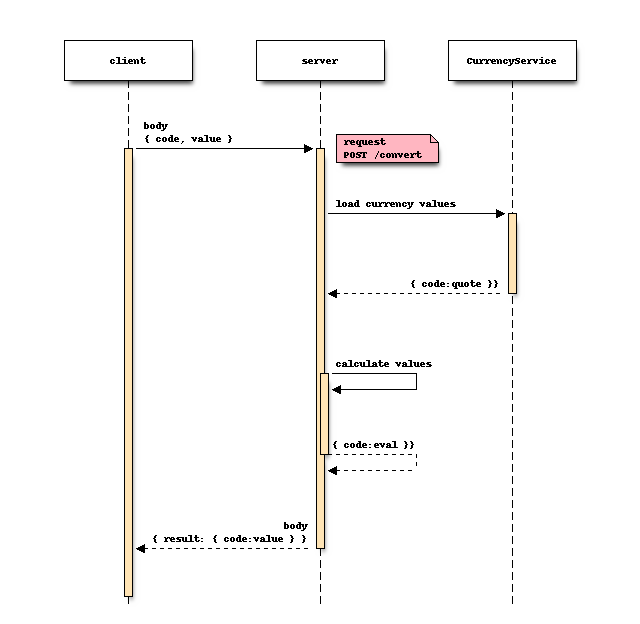 client
server
CurrencyService
body
{ code, value }
request
POST /convert
load currency values
{ code:quote }}
calculate values
{ code:eval }}
body
{ result: { code:value } }